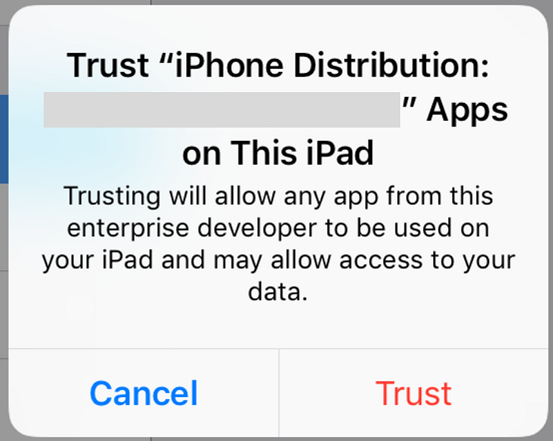 Trust “iPhone Distribution:
” Apps
on This iPad
Trusting will allow any app from this
enterprise developer to be used on
your iPad and may allow access to your
data.
Cancel
Trust